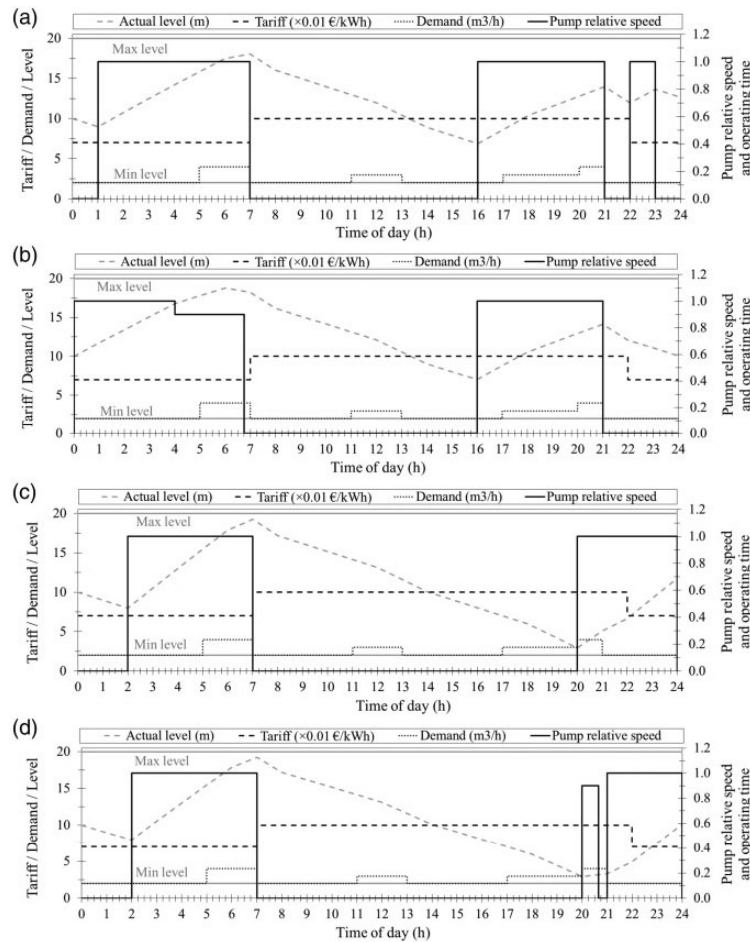 (a)
Actual level (m) Tariff (×0.01 €/kWh) Demand (m3/h) Pump relative speed
Tariff / Demand / Level
20
15
10
5
0
Max level
Min level
1.2
1.0
0.8
0.6
0.4
0.2
0.0
Pump relative speed
and operating time
0 1 2 3 4 5 6 7 8 9 10 11 12 13 14 15 16 17 18 19 20 21 22 23 24
Time of day (h)
(b)
Actual level (m) Tariff (×0.01 €/kWh) Demand (m3/h) Pump relative speed
Tariff / Demand / Level
20
15
10
5
0
Max level
Min level
1.2
1.0
0.8
0.6
0.4
0.2
0.0
Pump relative speed
and operating time
0 1 2 3 4 5 6 7 8 9 10 11 12 13 14 15 16 17 18 19 20 21 22 23 24
Time of day (h)
(c)
Actual level (m) Tariff (×0.01 €/kWh) Demand (m3/h) Pump relative speed
Tariff / Demand / Level
20
15
10
5
0
Max level
Min level
1.2
1.0
0.8
0.6
0.4
0.2
0.0
Pump relative speed
and operating time
0 1 2 3 4 5 6 7 8 9 10 11 12 13 14 15 16 17 18 19 20 21 22 23 24
Time of day (h)
(d)
Actual level (m) Tariff (×0.01 €/kWh) Demand (m3/h) Pump relative speed
Tariff / Demand / Level
20
15
10
5
0
Max level
Min level
1.2
1.0
0.8
0.6
0.4
0.2
0.0
Pump relative speed
and operating time
0 1 2 3 4 5 6 7 8 9 10 11 12 13 14 15 16 17 18 19 20 21 22 23 24
Time of day (h)